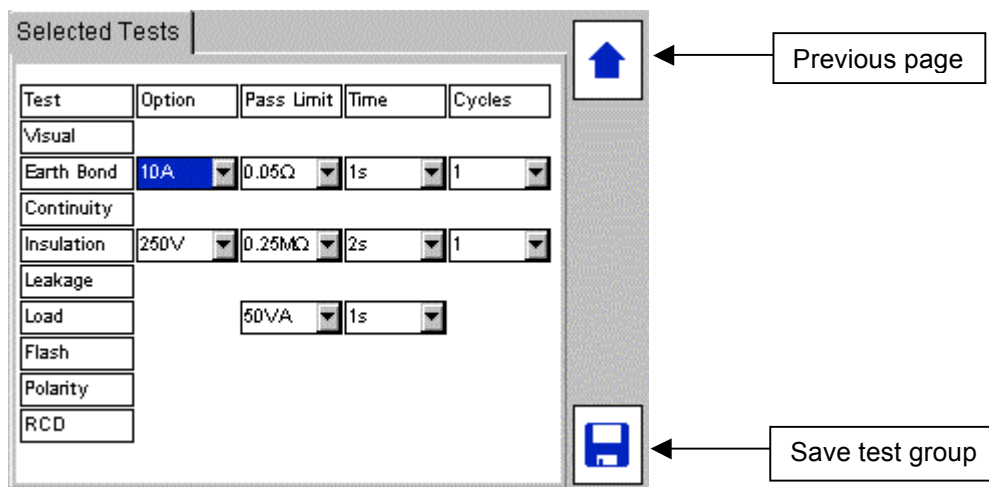 Selected Tests
Previous page
Test Option Pass Limit Time Cycles
Visual
Earth Bond 10A 0.05Ω 1s 1
Continuity
Insulation 250V 0.25MΩ 2s 1
Leakage
Load 50VA 1s
Flash
Polarity
RCD
Save test group